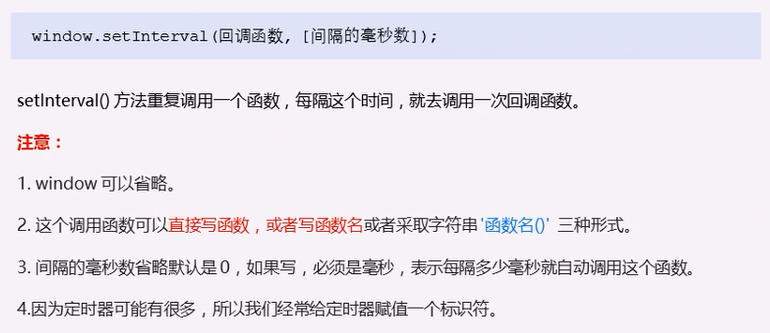 window.setInterval(回调函数, [间隔的毫秒数]);
setInterval() 方法重复调用一个函数，每隔这个时间，就去调用一次回调函数。
注意：
1. window 可以省略。
2. 这个调用函数可以直接写函数，或者写函数名或者采取字符串 '函数名()' 三种形式。
3. 间隔的毫秒数省略默认是 0，如果写，必须是毫秒，表示每隔多少毫秒就自动调用这个函数。
4.因为定时器可能有很多，所以我们经常给定时器赋值一个标识符。